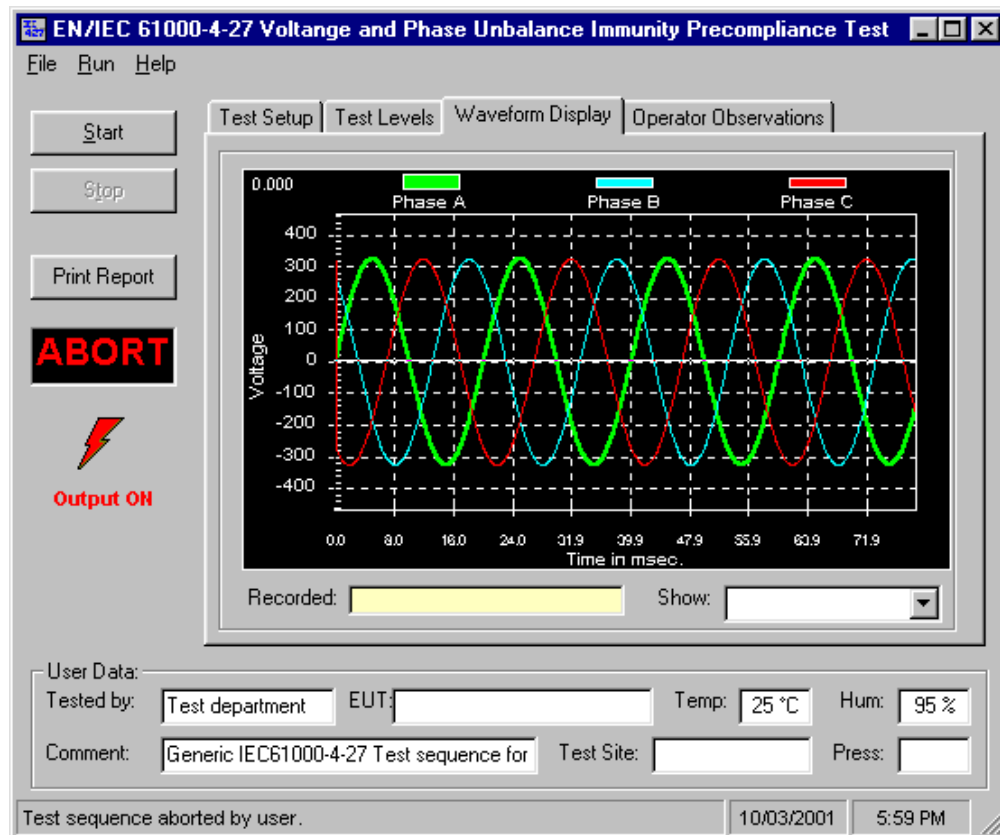 EN/IEC 61000-4-27 Voltange and Phase Unbalance Immunity Precompliance Test
File Run Help
Start
Stop
Print Report
ABORT
Output ON
Test Setup Test Levels Waveform Display Operator Observations
0.000
Phase A Phase B Phase C
Voltage
400
300
200
100
0
-100
-200
-300
-400
0.0 8.0 16.0 24.0 31.9 39.9 47.9 55.9 63.9 71.9
Time in msec.
Recorded: Show:
User Data:
Tested by: Test department EUT: Temp: 25 °C Hum: 95 %
Comment: Generic IEC61000-4-27 Test sequence for Test Site: Press:
Test sequence aborted by user. 10/03/2001 5:59 PM